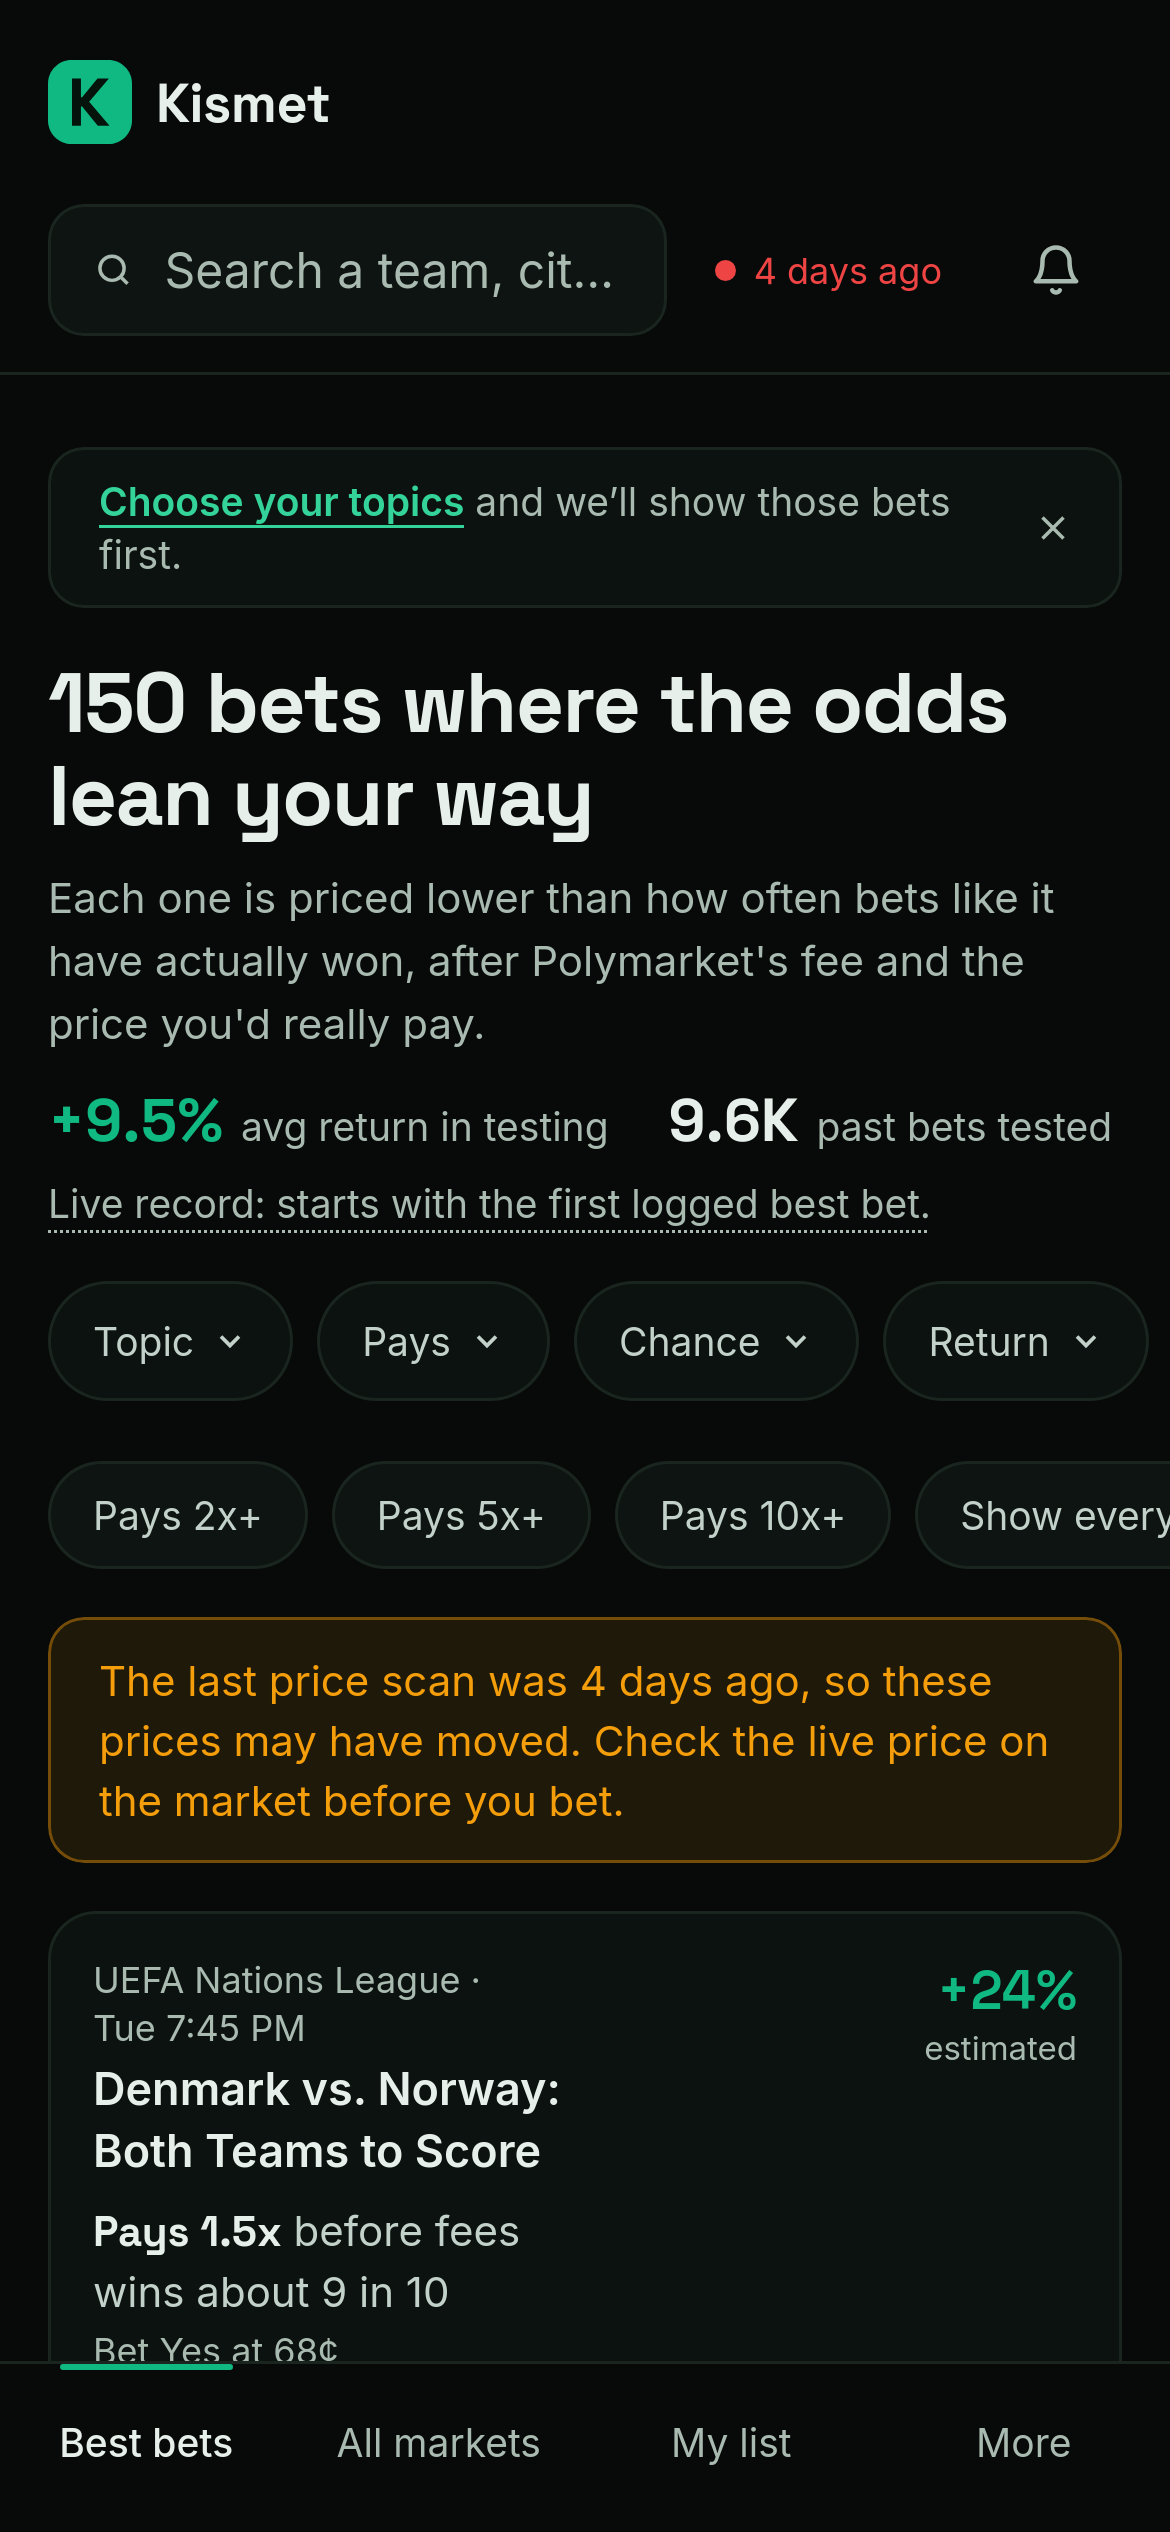 K Kismet
Search a team, cit...
4 days ago
Choose your topics and we’ll show those bets
first.
150 bets where the odds
lean your way
Each one is priced lower than how often bets like it
have actually won, after Polymarket's fee and the
price you'd really pay.
+9.5% avg return in testing 9.6K past bets tested
Live record: starts with the first logged best bet.
Topic Pays Chance Return
Pays 2x+ Pays 5x+ Pays 10x+ Show every
The last price scan was 4 days ago, so these
prices may have moved. Check the live price on
the market before you bet.
UEFA Nations League ·
Tue 7:45 PM
+24%
estimated
Denmark vs. Norway:
Both Teams to Score
Pays 1.5x before fees
wins about 9 in 10
Bet Yes at 68¢
Best bets All markets My list More